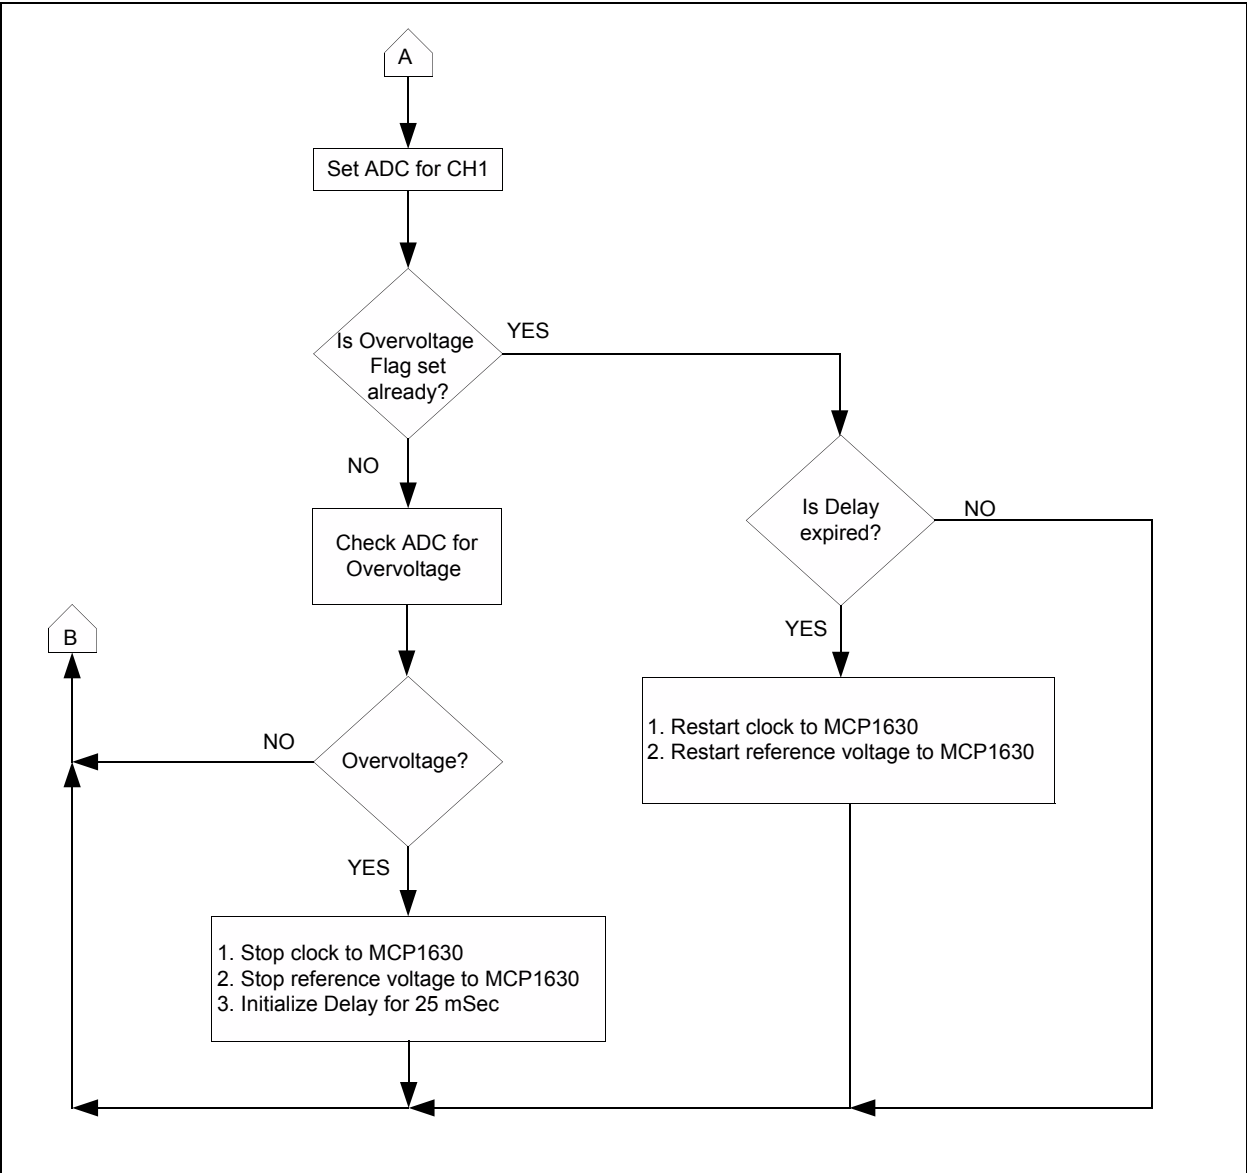 A
Set ADC for CH1
Is Overvoltage
Flag set
already?
YES
NO
Is Delay
expired?
NO
Check ADC for
Overvoltage
YES
B
1. Restart clock to MCP1630
2. Restart reference voltage to MCP1630
NO
Overvoltage?
YES
1. Stop clock to MCP1630
2. Stop reference voltage to MCP1630
3. Initialize Delay for 25 mSec